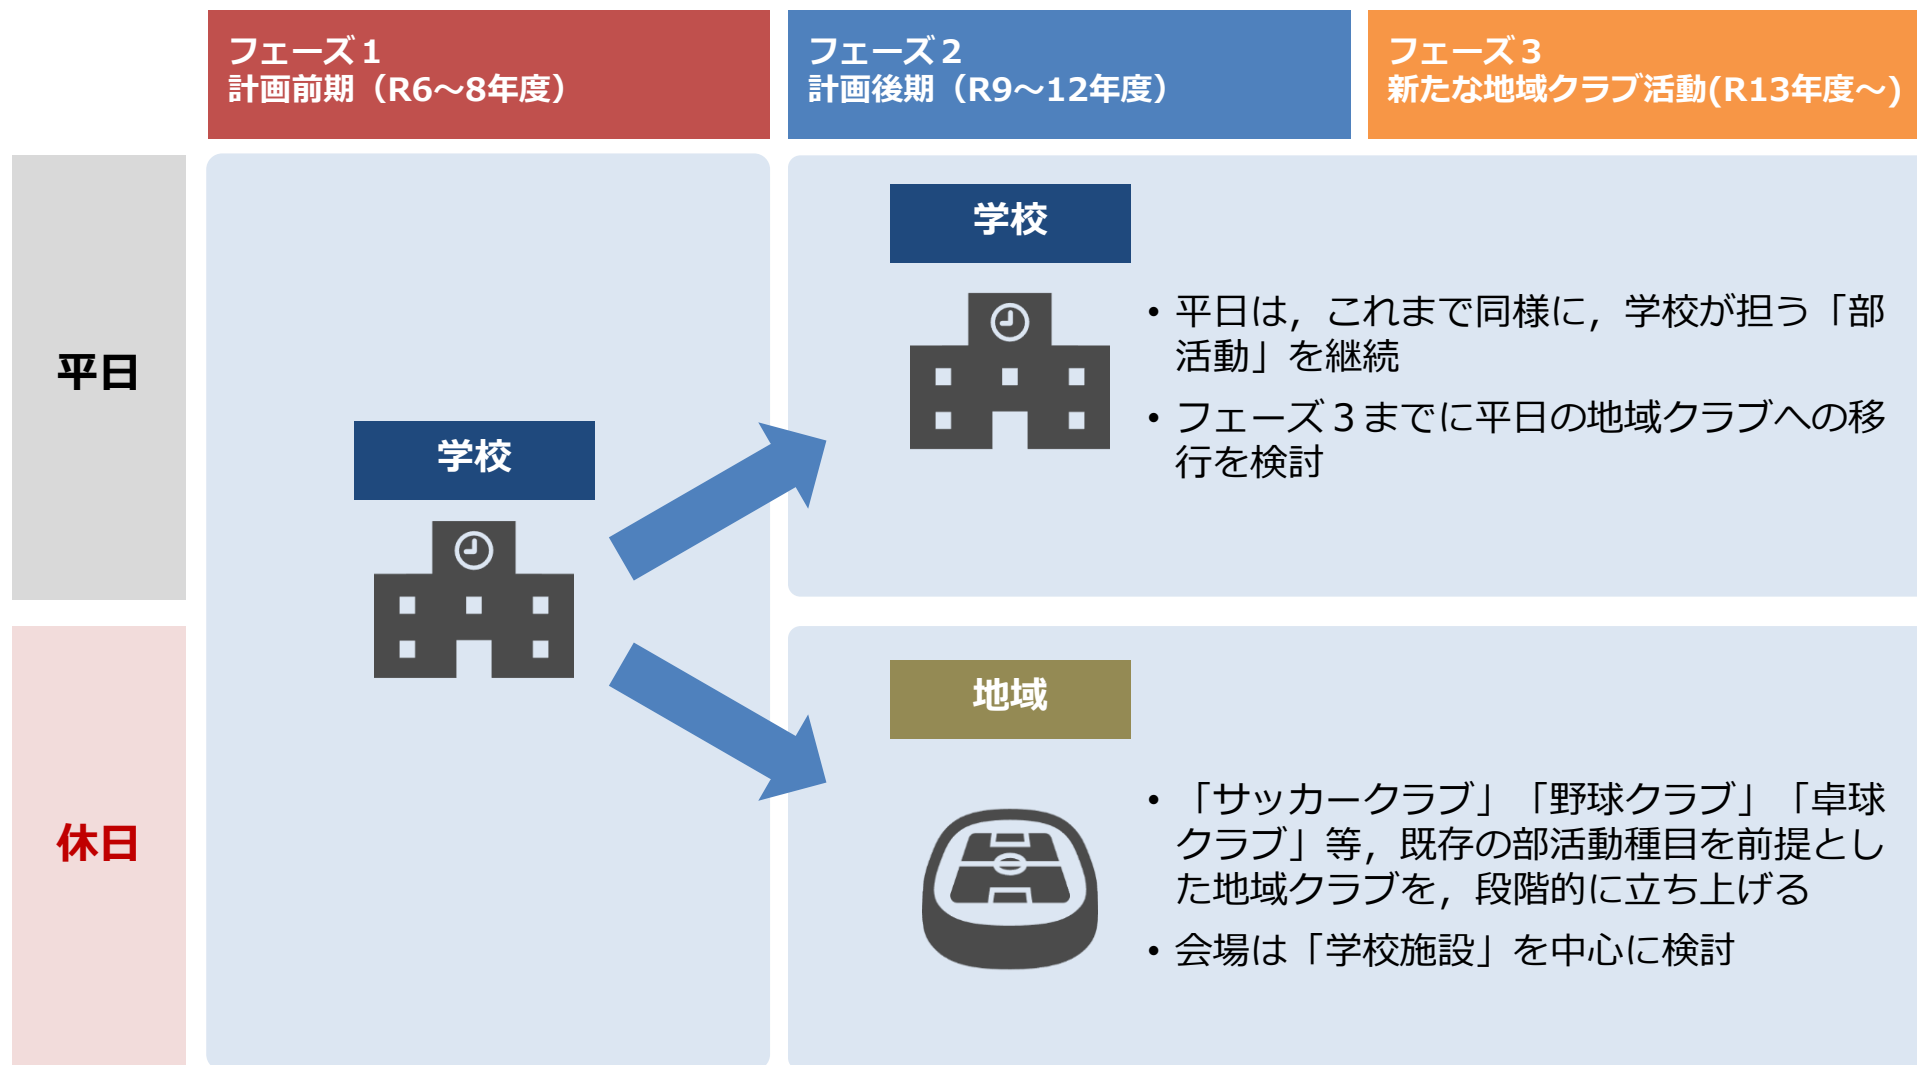 フェーズ１
計画前期（R6～8年度）
フェーズ２
計画後期（R9～12年度）
フェーズ３
新たな地域クラブ活動(R13年度～)
平日
学校
学校
• 平日は，これまで同様に，学校が担う「部
活動」を継続
• フェーズ３までに平日の地域クラブへの移
行を検討
休日
地域
• 「サッカークラブ」「野球クラブ」「卓球
クラブ」等，既存の部活動種目を前提とし
た地域クラブを，段階的に立ち上げる
• 会場は「学校施設」を中心に検討